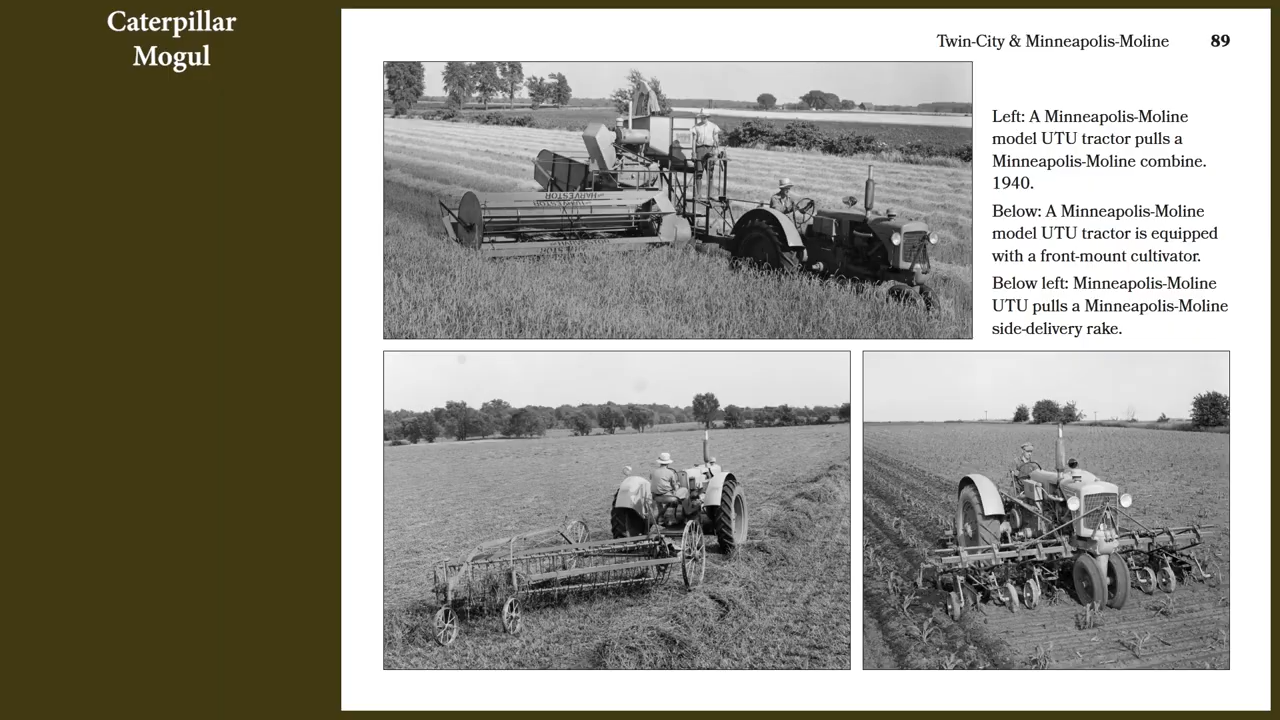 Caterpillar
Mogul
Twin-City & Minneapolis-Moline 89
Left: A Minneapolis-Moline
model UTU tractor pulls a
Minneapolis-Moline combine.
1940.
Below: A Minneapolis-Moline
model UTU tractor is equipped
with a front-mount cultivator.
Below left: Minneapolis-Moline
UTU pulls a Minneapolis-Moline
side-delivery rake.
HARVESTOR